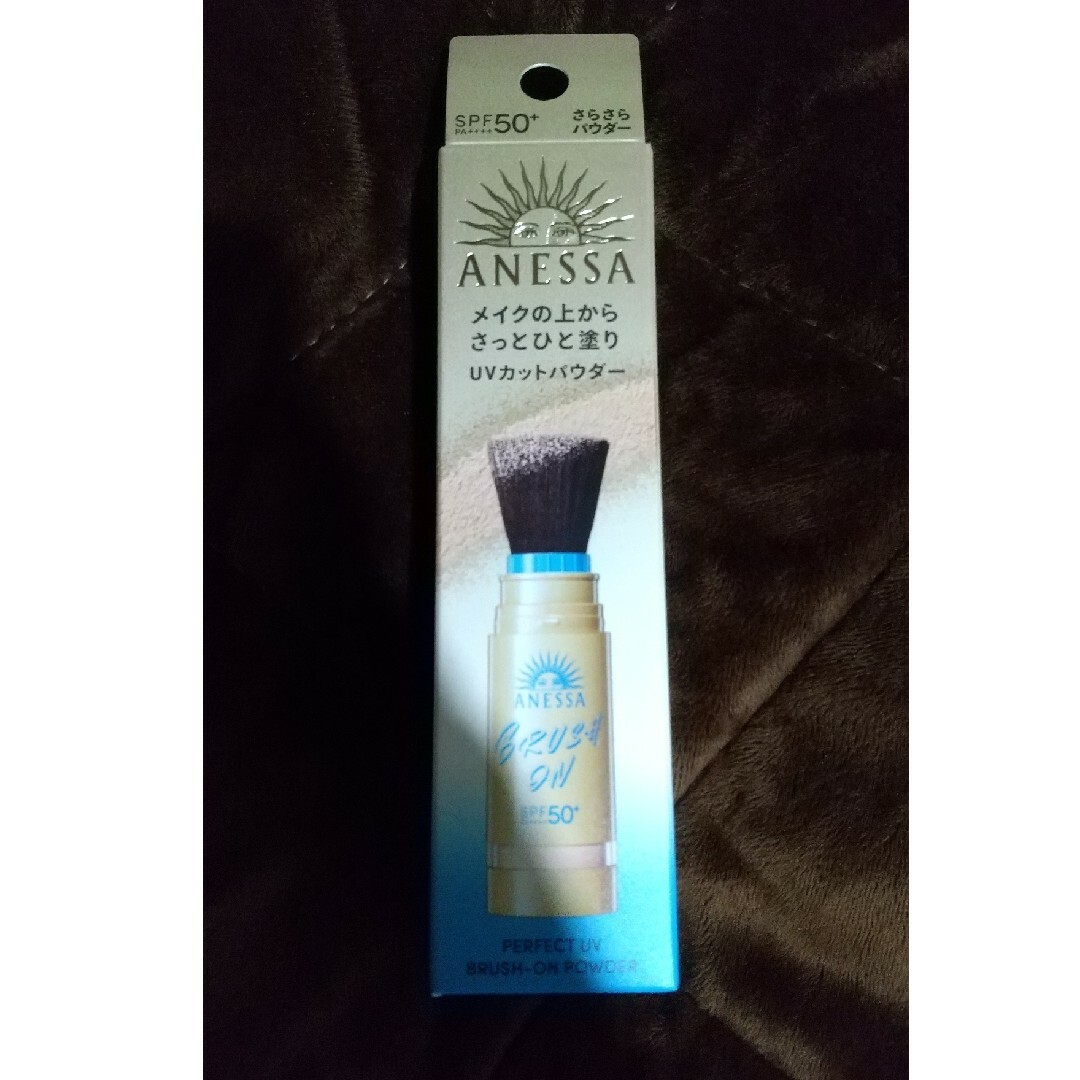 SPF50+
PA++++
さらさら
パウダー
ANESSA
メイクの上から
さっとひと塗り
UVカットパウダー
ANESSA
BRUSH
ON
SPF50+
PERFECT UV
BRUSH-ON POWDER